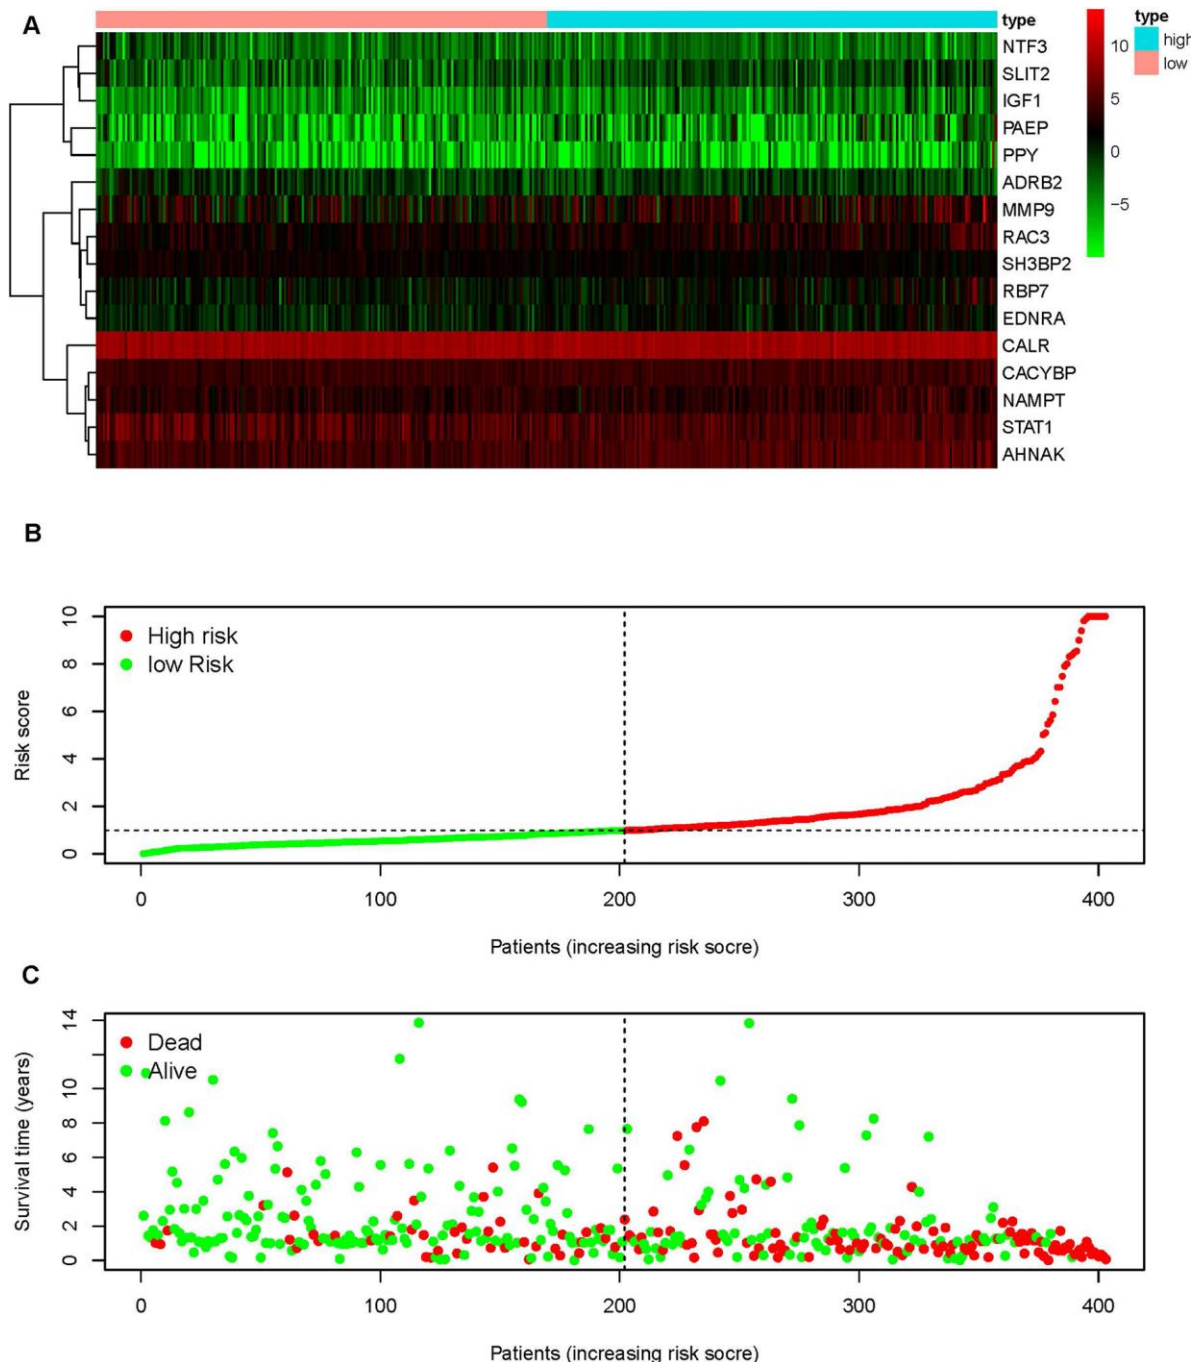 A
type
NTF3
SLIT2
IGF1
PAEP
PPY
ADRB2
MMP9
RAC3
SH3BP2
RBP7
EDNRA
CALR
CACYBP
NAMPT
STAT1
AHNAK
10
5
0
−5
type
high
low
B
High risk
low Risk
Risk score
10
8
6
4
2
0
0 100 200 300 400
Patients (increasing risk socre)
C
Dead
Alive
Survival time (years)
14
10
8
6
4
2
0
0 100 200 300 400
Patients (increasing risk socre)